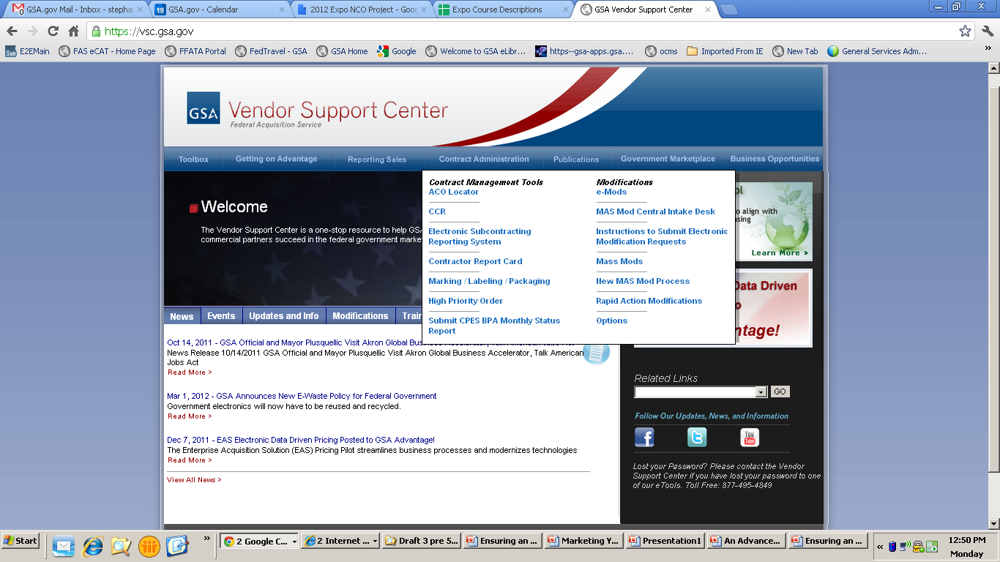 GSA.gov Mail - Inbox - stepha
GSA.gov - Calendar
2012 Expo NCO Project - Goog
Expo Course Descriptions
GSA Vendor Support Center
https://vsc.gsa.gov
E2EMain
FAS eCAT - Home Page
FFATA Portal
FedTravel - GSA
GSA Home
Google
Welcome to GSA eLibr...
https--gsa-apps.gsa....
ocms
Imported From IE
New Tab
General Services Adm...
GSA
Vendor Support Center
Federal Acquisition Service
Toolbox
Getting on Advantage
Reporting Sales
Contract Administration
Publications
Government Marketplace
Business Opportunities
Welcome
The Vendor Support Center is a one-stop resource to help GSA
commercial partners succeed in the federal government marke
Contract Management Tools
ACO Locator
CCR
Electronic Subcontracting
Reporting System
Contractor Report Card
Marking / Labeling / Packaging
High Priority Order
Submit CPES BPA Monthly Status
Report
Modifications
e-Mods
MAS Mod Central Intake Desk
Instructions to Submit Electronic
Modification Requests
Mass Mods
New MAS Mod Process
Rapid Action Modifications
Options
ol
to align with
sing
Learn More »
Data Driven
o
ntage!
News
Events
Updates and Info
Modifications
Train
Oct 14, 2011 - GSA Official and Mayor Plusquellic Visit Akron Global
News Release 10/14/2011 GSA Official and Mayor Plusquellic Visit Akron Global Business Accelerator, Talk American
Jobs Act
Read More >
Mar 1, 2012 - GSA Announces New E-Waste Policy for Federal Government
Government electronics will now have to be reused and recycled.
Read More >
Dec 7, 2011 - EAS Electronic Data Driven Pricing Posted to GSA Advantage!
The Enterprise Acquisition Solution (EAS) Pricing Pilot streamlines business processes and modernizes technologies
Read More >
View All News >
Related Links
GO
Follow Our Updates, News, and Information
You
Tube
Lost your Password? Please contact the Vendor
Support Center if you have lost your password to one
of our eTools. Toll Free: 877-495-4849
Start
2 Google C...
2 Internet ...
Draft 3 pre 5...
Ensuring an ...
Marketing Y...
Presentation1
An Advance...
Ensuring an ...
12:50 PM
Monday